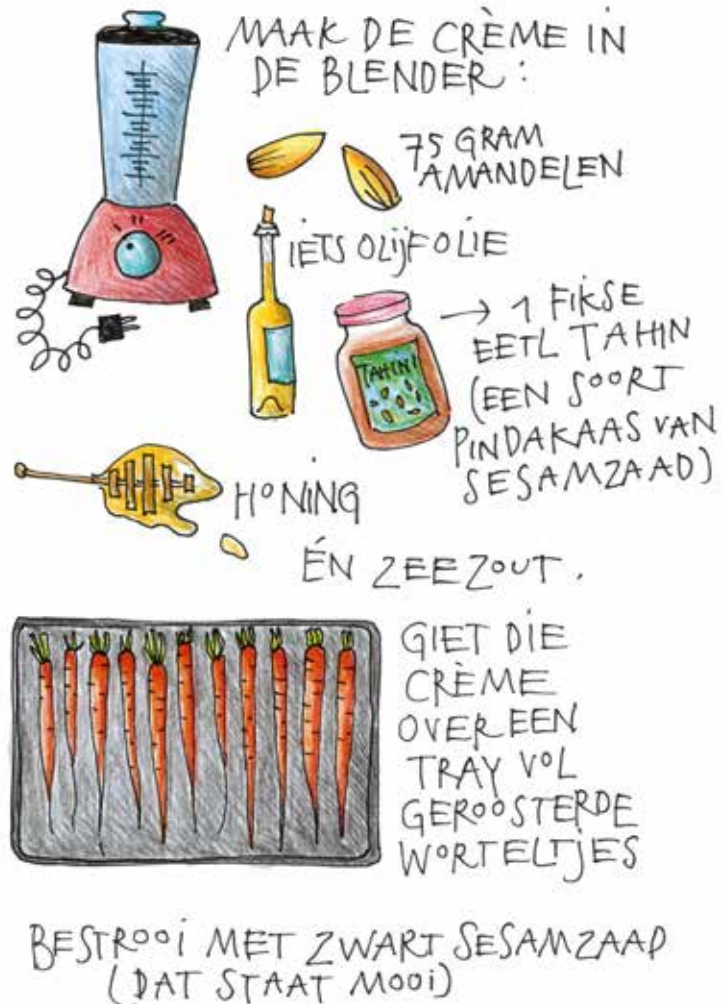 MAAK DE CRÈME IN
DE BLENDER:
75 GRAM
AMANDELEN
IETS OLIJFOLIE
→ 1 FIKSE
EETL TAHIN
(EEN SOORT
PINDAKAAS VAN
SESAMZAAD)
TAHINI
HONING
ÉN ZEEZOUT.
GIET DIE
CRÈME
OVER EEN
TRAY VOL
GEROOSTERDE
WORTELTJES
BESTROOI MET ZWART SESAMZAAD
(DAT STAAT MOOI)